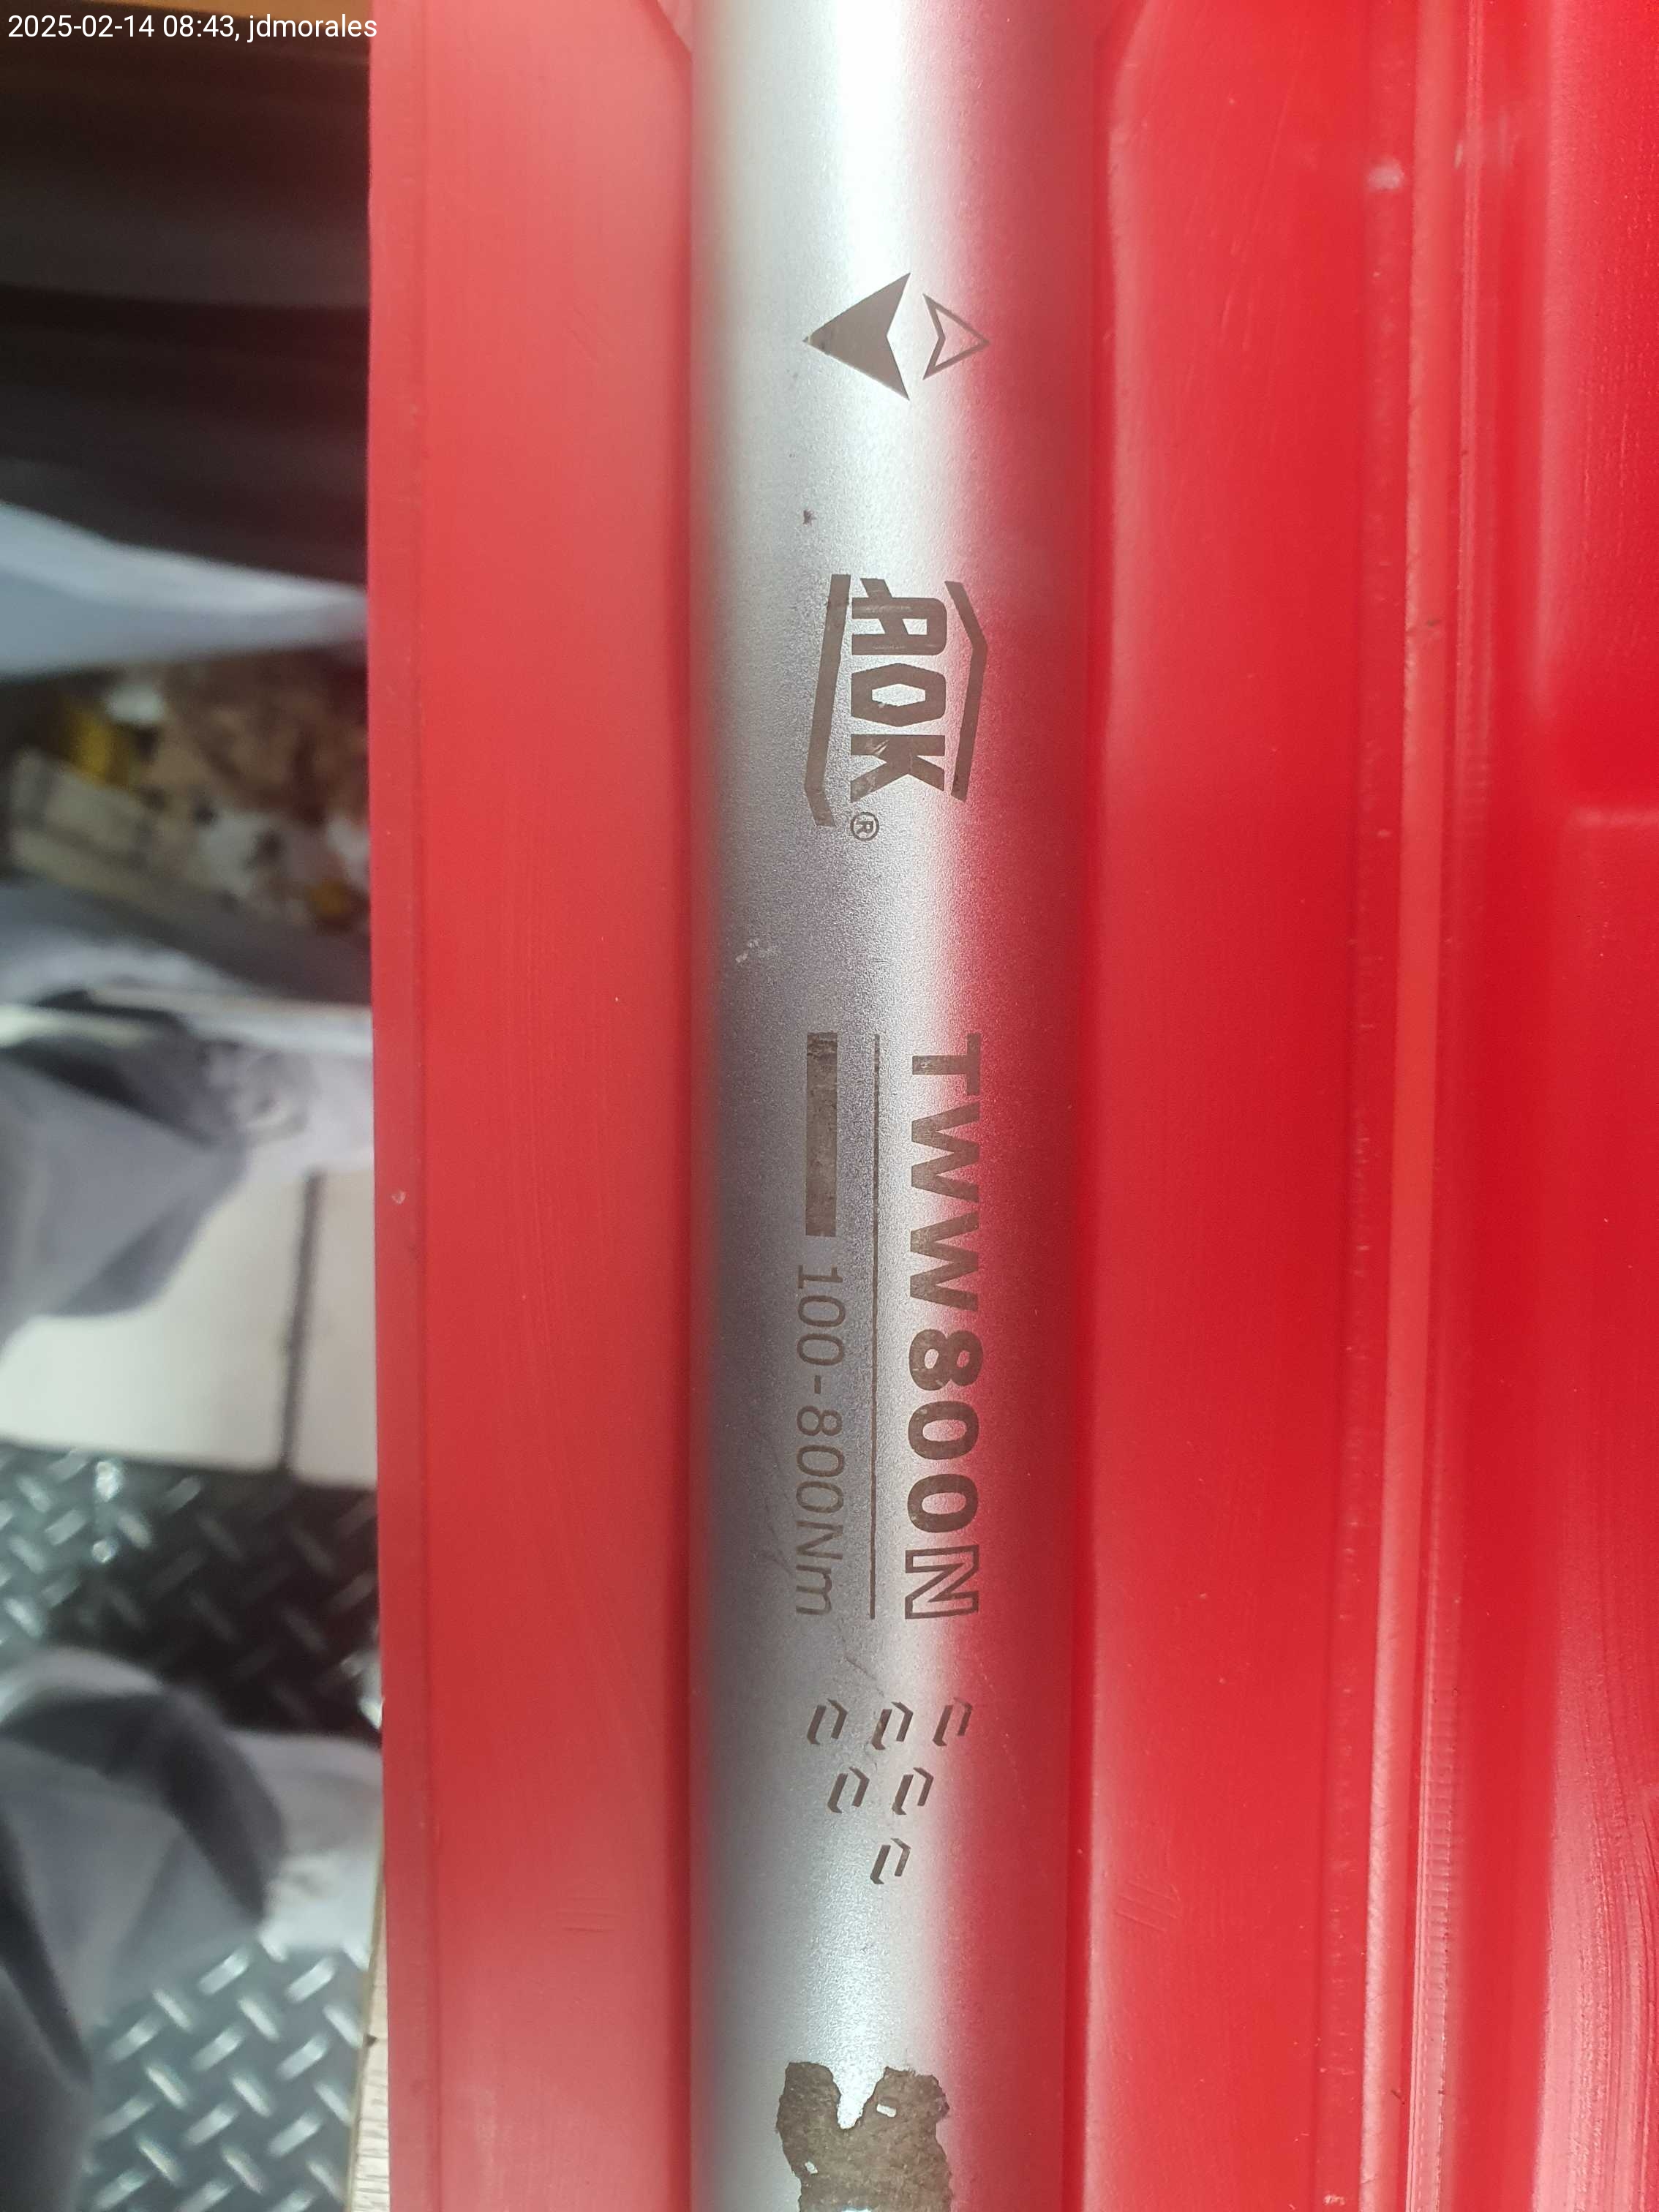 2025-02-14 08:43, jdmorales
AOK®
TWW800N
100-800Nm